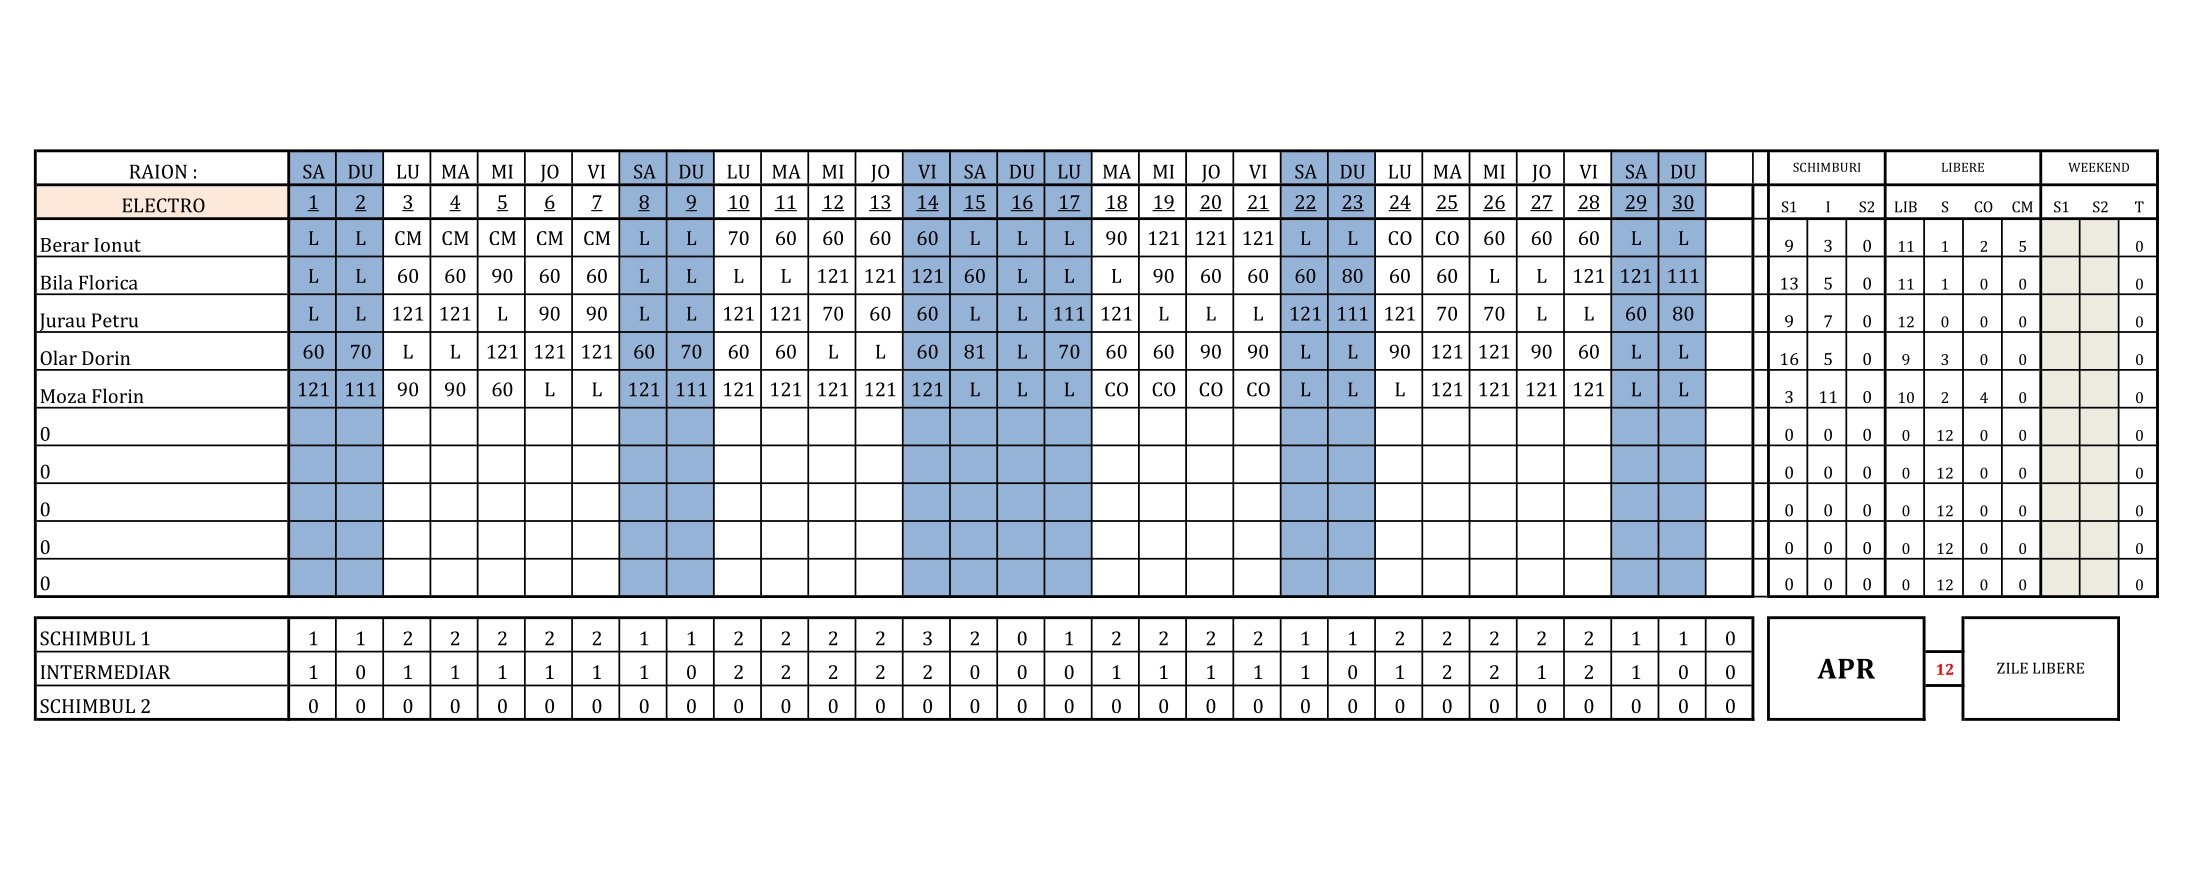 RAION : SA DU LU MA MI JO VI SA DU LU MA MI JO VI SA DU LU MA MI JO VI SA DU LU MA MI JO VI SA DU SCHIMBURI LIBERE WEEKEND
ELECTRO 1 2 3 4 5 6 7 8 9 10 11 12 13 14 15 16 17 18 19 20 21 22 23 24 25 26 27 28 29 30 S1 I S2 LIB S CO CM S1 S2 T
Berar Ionut L L CM CM CM CM CM L L 70 60 60 60 60 L L L 90 121 121 121 L L CO CO 60 60 60 L L 9 3 0 11 1 2 5 0
Bila Florica L L 60 60 90 60 60 L L L L 121 121 121 60 L L L 90 60 60 60 80 60 60 L L 121 121 111 13 5 0 11 1 0 0 0
Jurau Petru L L 121 121 L 90 90 L L 121 121 70 60 60 L L 111 121 L L L 121 111 121 70 70 L L 60 80 9 7 0 12 0 0 0 0
Olar Dorin 60 70 L L 121 121 121 60 70 60 60 L L 60 81 L 70 60 60 90 90 L L 90 121 121 90 60 L L 16 5 0 9 3 0 0 0
Moza Florin 121 111 90 90 60 L L 121 111 121 121 121 121 121 L L L CO CO CO CO L L L 121 121 121 121 L L 3 11 0 10 2 4 0 0
0 0 0 0 0 12 0 0 0
0 0 0 0 0 12 0 0 0
0 0 0 0 0 12 0 0 0
0 0 0 0 0 12 0 0 0
0 0 0 0 0 12 0 0 0
SCHIMBUL 1 1 1 2 2 2 2 2 1 1 2 2 2 2 3 2 0 1 2 2 2 2 1 1 2 2 2 2 2 1 1 0
INTERMEDIAR 1 0 1 1 1 1 1 1 0 2 2 2 2 2 0 0 0 1 1 1 1 1 0 1 2 2 1 2 1 0 0
SCHIMBUL 2 0 0 0 0 0 0 0 0 0 0 0 0 0 0 0 0 0 0 0 0 0 0 0 0 0 0 0 0 0 0 0
APR 12 ZILE LIBERE